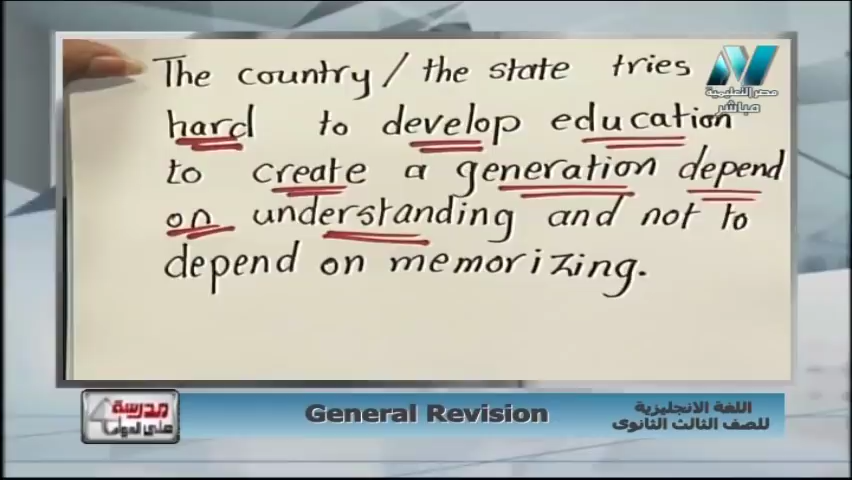 The country / the state tries
hard to develop education
to create a generation depend
on understanding and not to
depend on memorizing.
مصر التعليمية
مباشر
General Revision
اللغة الانجليزية
للصف الثالث الثانوى
مدرسة
على الهواء